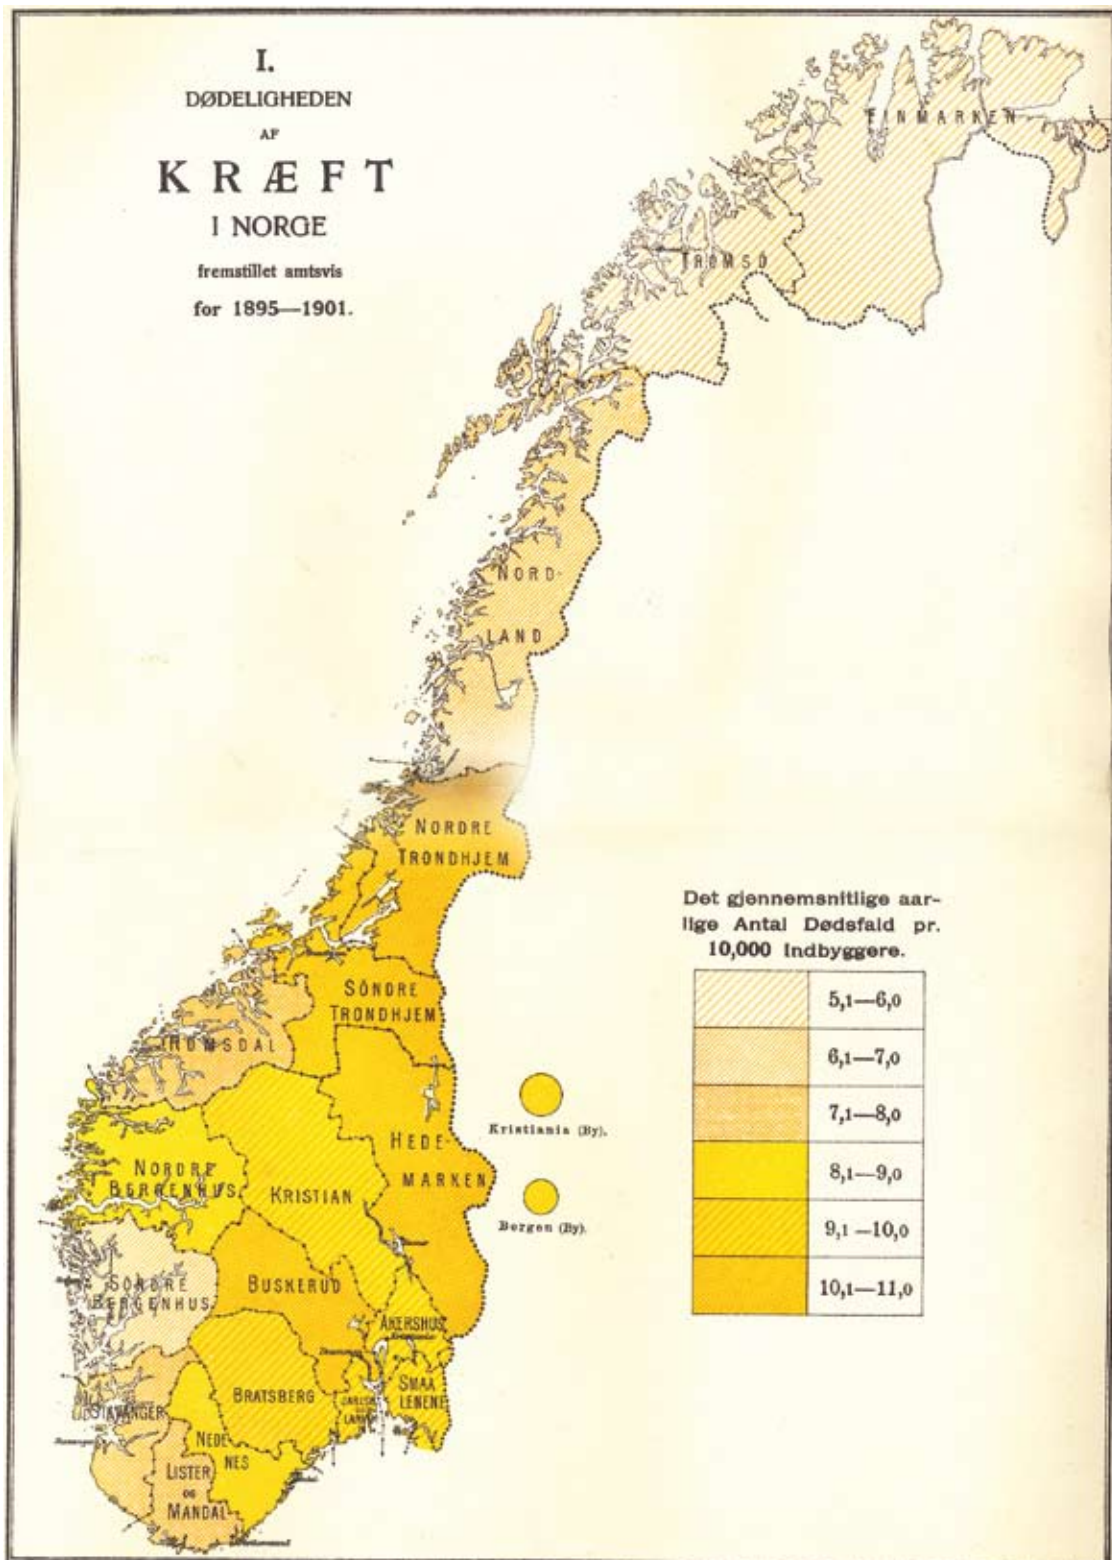 I.
DØDELIGHEDEN
AF
KRÆFT
I NORGE
fremstillet amtsvis
for 1895—1901.
FINMARKEN
TROMSÖ
NORD-
LAND
NORDRE
TRONDHJEM
SÖNDRE
TRONDHJEM
ROMSDAL
HEDE-
MARKEN
NORDRE
BERGENHUS
KRISTIAN
SÖNDRE
BERGENHUS
BUSKERUD
AKERSHUS
BRATSBERG
SMAA
LENENE
STAVANGER
NEDE-
NES
LISTER
OG
MANDAL
Kristiania (By).
Bergen (By).
Det gjennemsnitlige aar-
lige Antal Dødsfald pr.
10,000 Indbyggere.
5,1—6,0
6,1—7,0
7,1—8,0
8,1—9,0
9,1—10,0
10,1—11,0